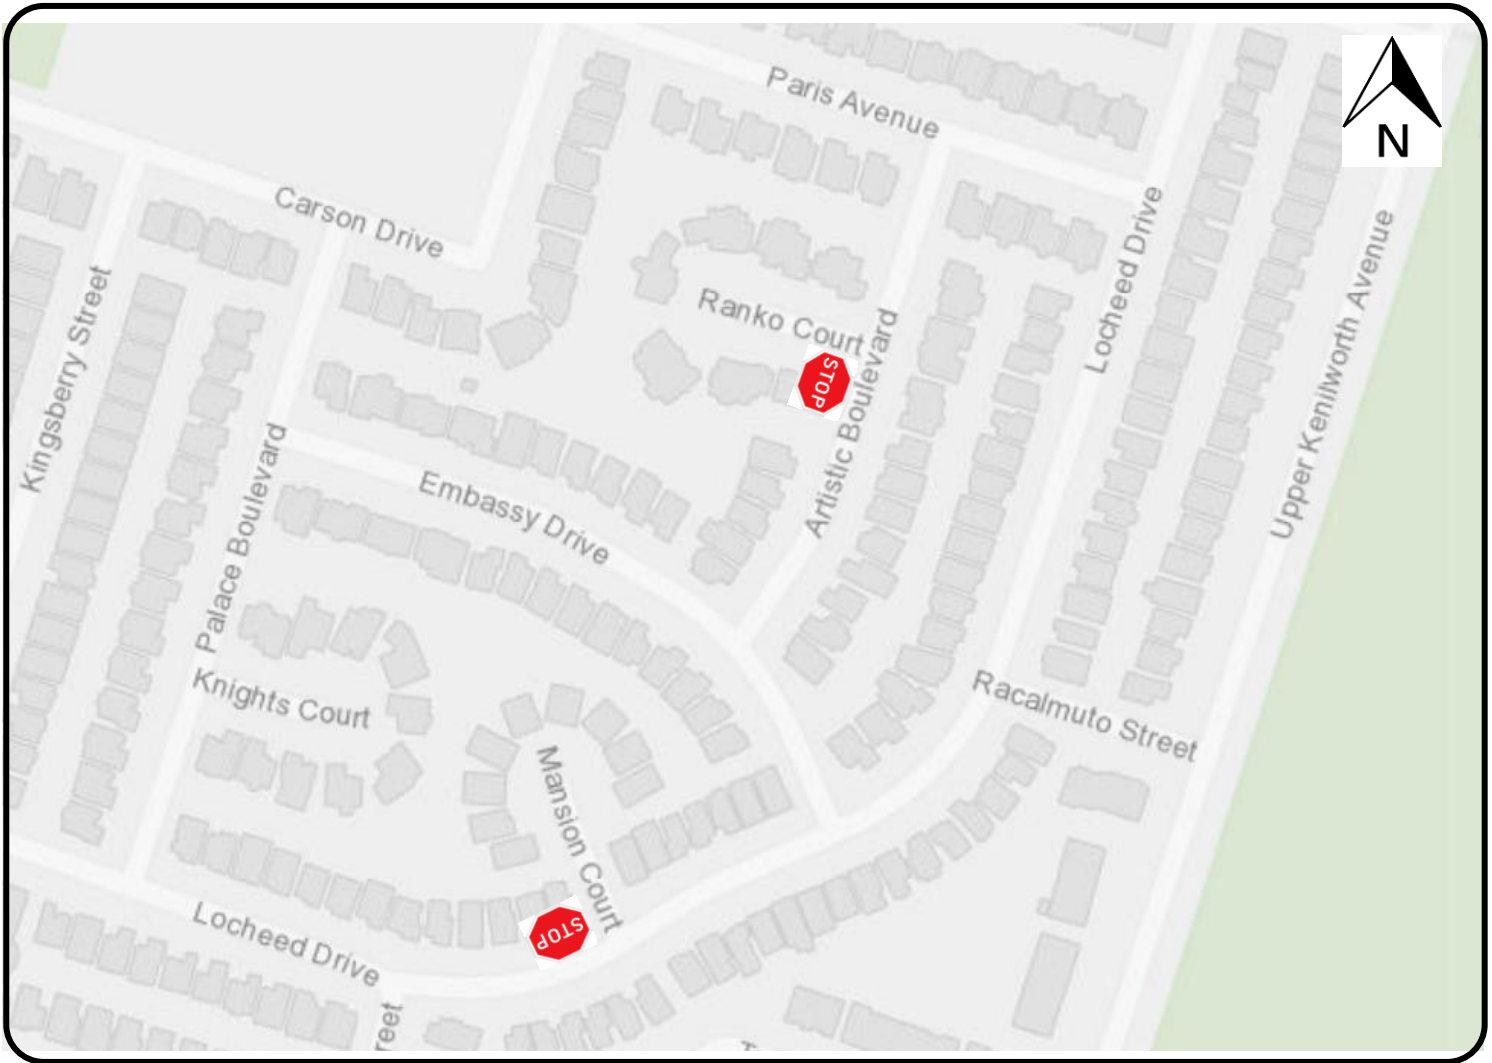 Paris Avenue
N
Carson Drive
Locheed Drive
Kingsberry Street
Ranko Court
Upper Kenilworth Avenue
STOP
Artistic Boulevard
Palace Boulevard
Embassy Drive
Knights Court
Racalmuto Street
Mansion Court
STOP
Locheed Drive
reet